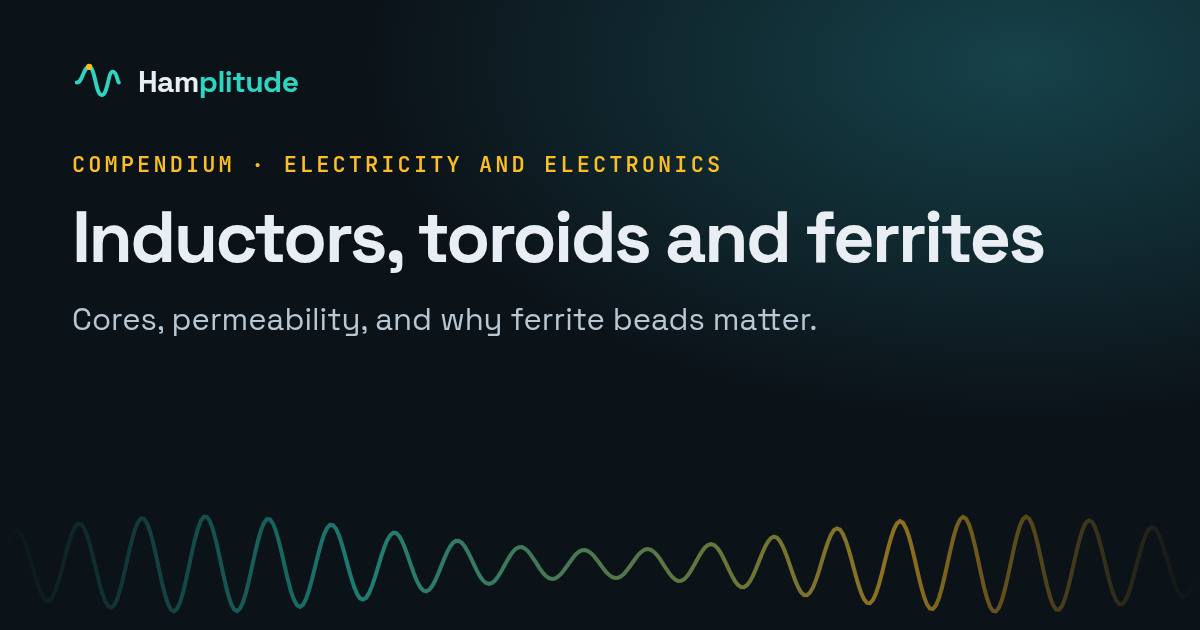 Hamplitude
COMPENDIUM · ELECTRICITY AND ELECTRONICS
Inductors, toroids and ferrites
Cores, permeability, and why ferrite beads matter.